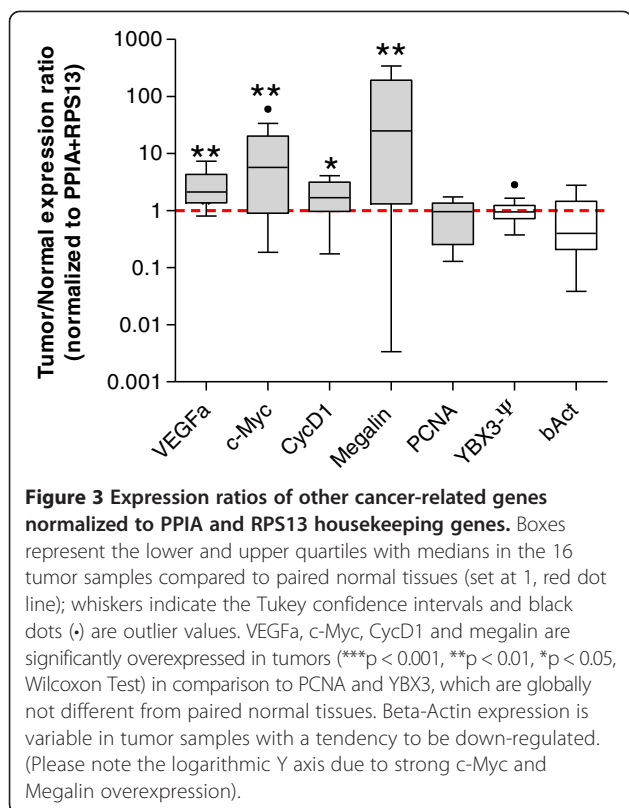 Tumor/Normal expression ratio
(normalized to PPIA+RPS13)
1000
100
10
1
0.1
0.01
0.001
**
**
*
**
VEGFa
c-Myc
CycD1
Megalin
PCNA
YBX3-Ψ
bAct
Figure 3 Expression ratios of other cancer-related genes
normalized to PPIA and RPS13 housekeeping genes. Boxes
represent the lower and upper quartiles with medians in the 16
tumor samples compared to paired normal tissues (set at 1, red dot
line); whiskers indicate the Tukey confidence intervals and black
dots (•) are outlier values. VEGFa, c-Myc, CycD1 and megalin are
significantly overexpressed in tumors (***p < 0.001, **p < 0.01, *p < 0.05,
Wilcoxon Test) in comparison to PCNA and YBX3, which are globally
not different from paired normal tissues. Beta-Actin expression is
variable in tumor samples with a tendency to be down-regulated.
(Please note the logarithmic Y axis due to strong c-Myc and
Megalin overexpression).